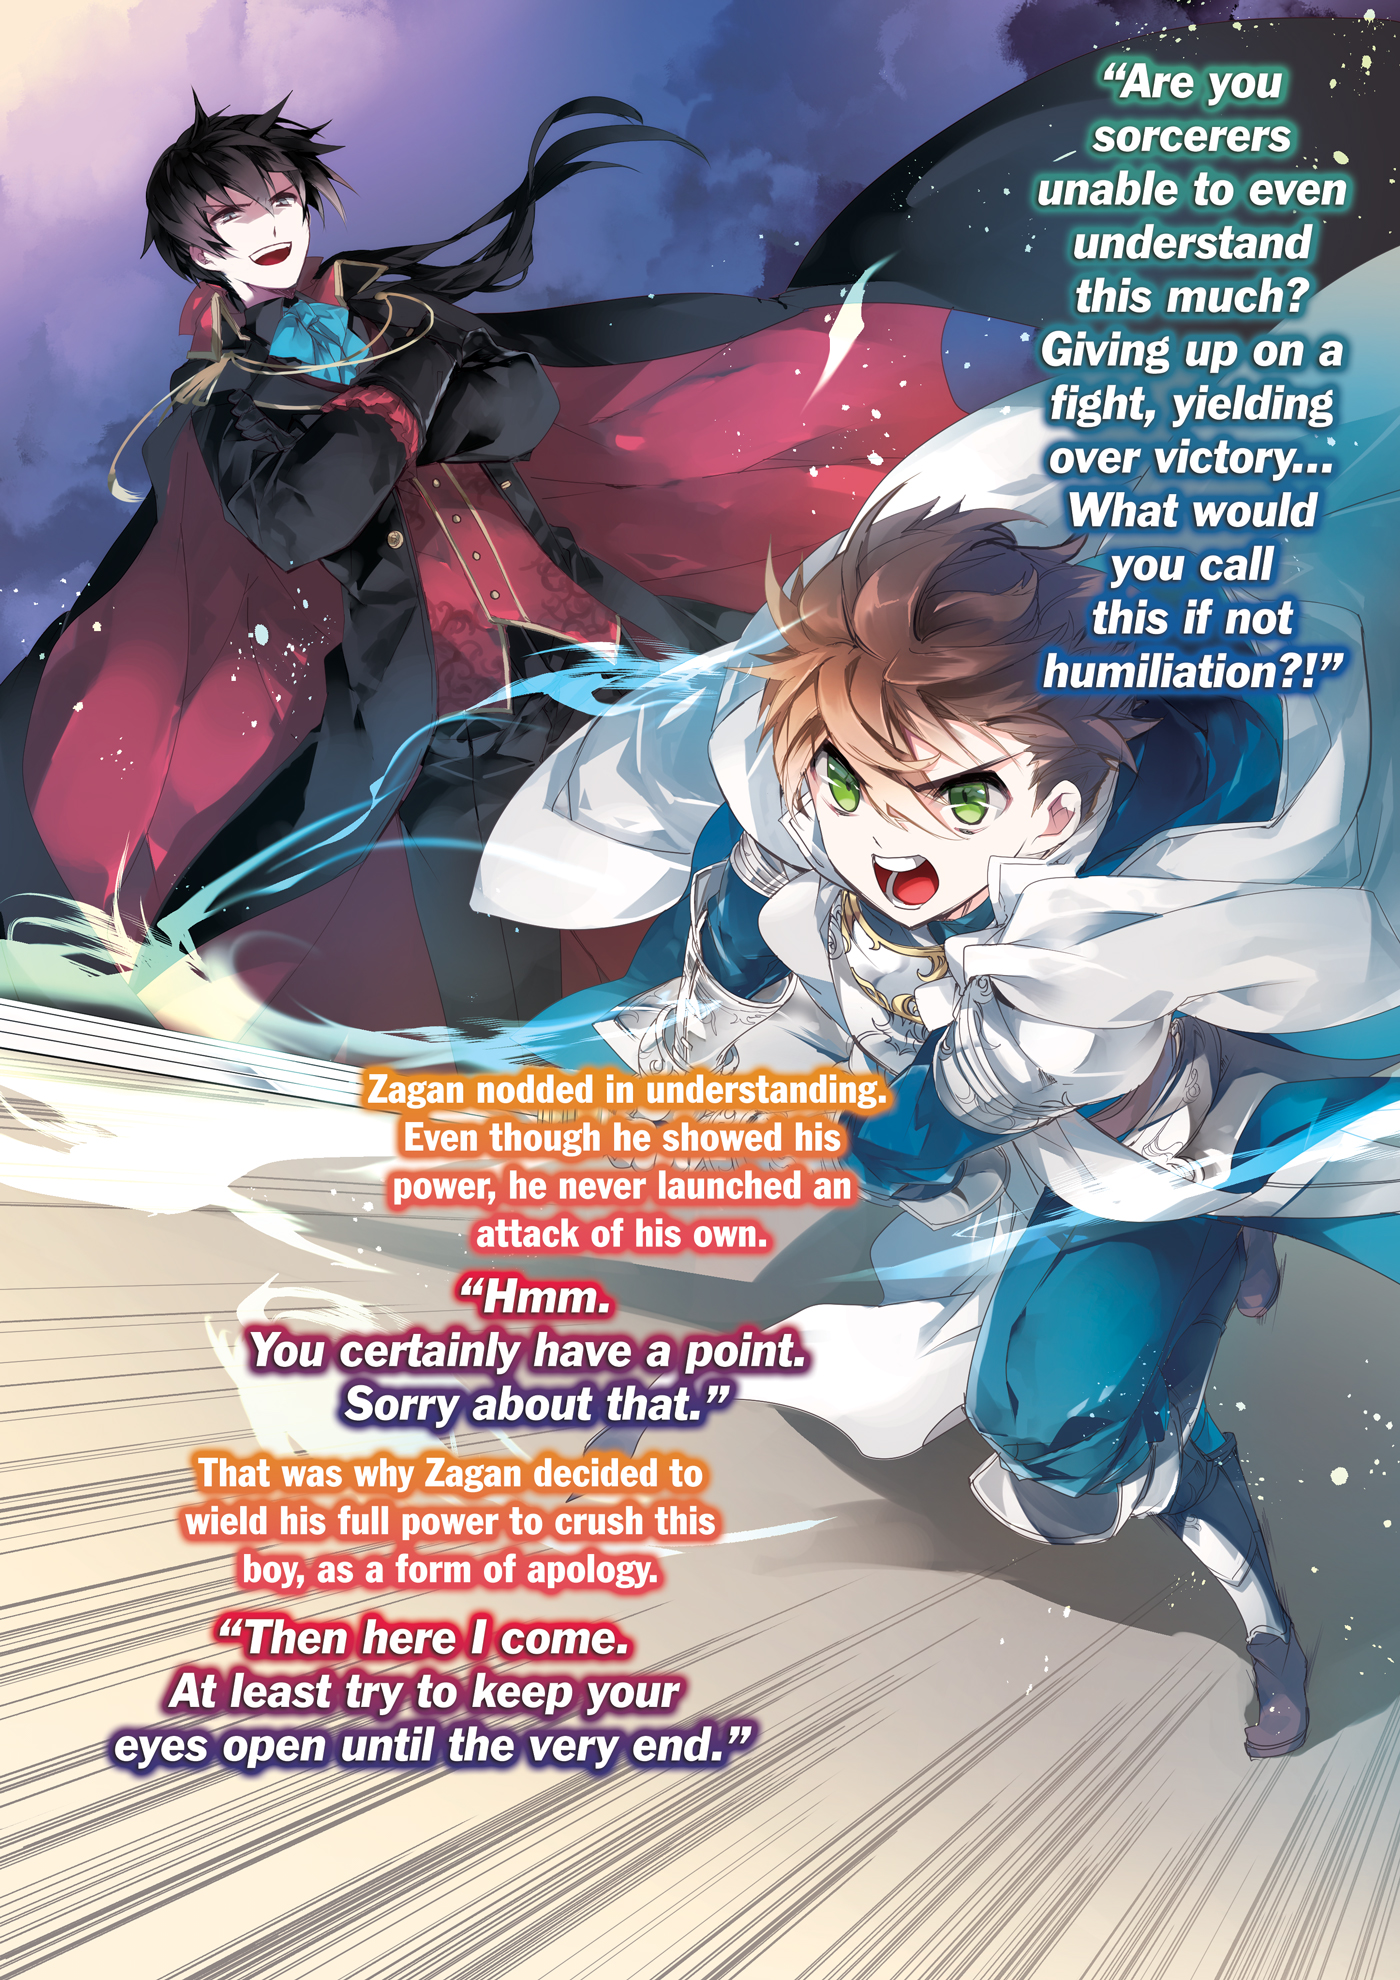 “Are you
sorcerers
unable to even
understand
this much?
Giving up on a
fight, yielding
over victory...
What would
you call
this if not
humiliation?!”
Zagan nodded in understanding.
Even though he showed his
power, he never launched an
attack of his own.
“Hmm.
You certainly have a point.
Sorry about that.”
That was why Zagan decided to
wield his full power to crush this
boy, as a form of apology.
“Then here I come.
At least try to keep your
eyes open until the very end.”